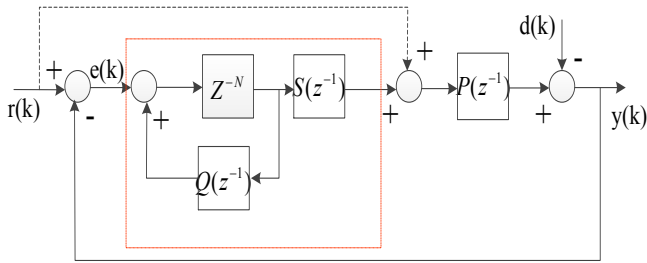 d(k)
+
-
+
e(k)
Z^{-N}
S(z^{-1})
P(z^{-1})
r(k)
-
+
+
+
y(k)
Q(z^{-1})